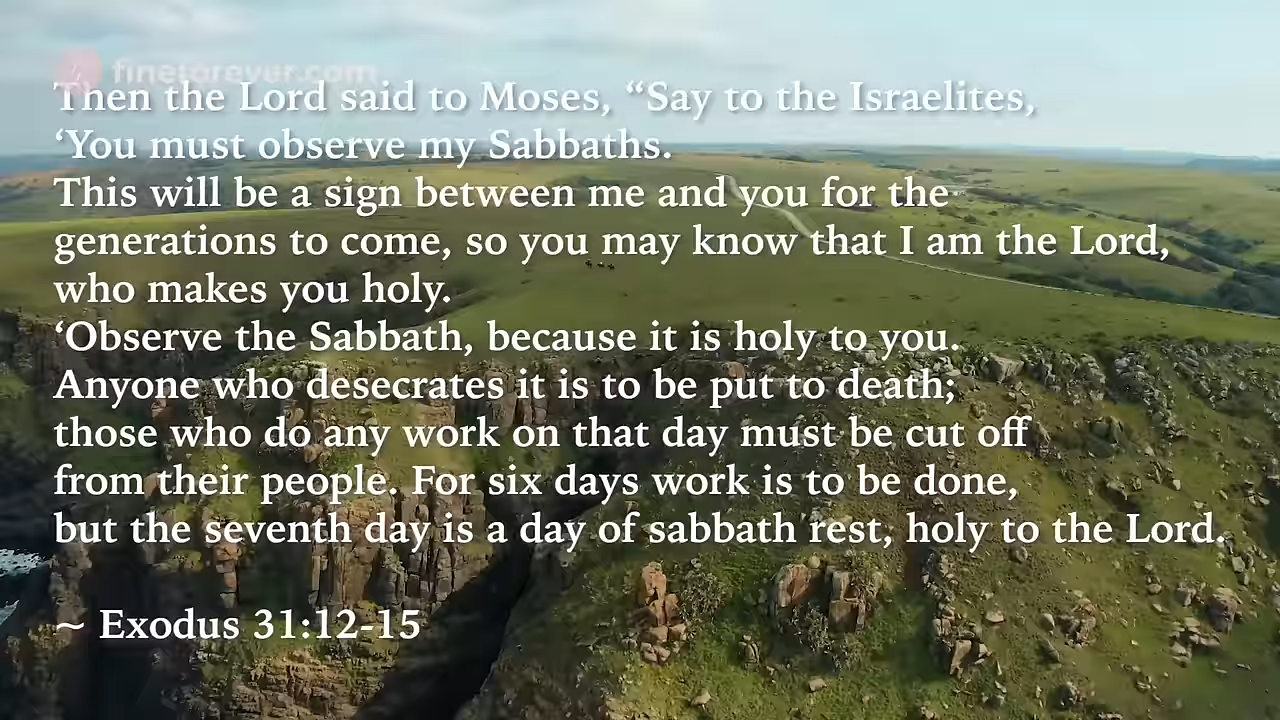 finetorever.com
Then the Lord said to Moses, “Say to the Israelites,
‘You must observe my Sabbaths.
This will be a sign between me and you for the
generations to come, so you may know that I am the Lord,
who makes you holy.
‘Observe the Sabbath, because it is holy to you.
Anyone who desecrates it is to be put to death;
those who do any work on that day must be cut off
from their people. For six days work is to be done,
but the seventh day is a day of sabbath rest, holy to the Lord.
~ Exodus 31:12-15